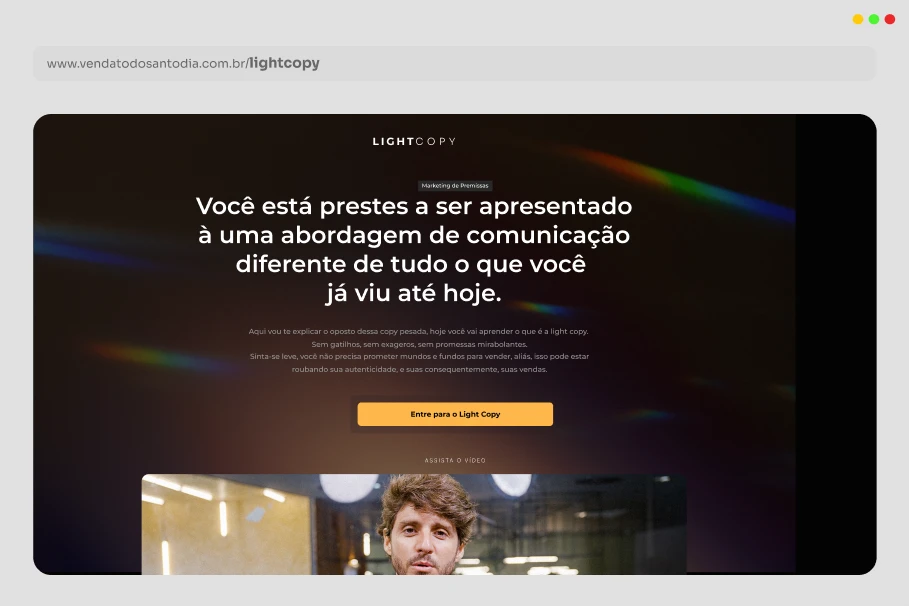 www.vendatodosantodia.com.br/lightcopy
LIGHTCOPY
Marketing de Premissas
Você está prestes a ser apresentado
à uma abordagem de comunicação
diferente de tudo o que você
já viu até hoje.
Aqui vou te explicar o oposto dessa copy pesada, hoje você vai aprender o que é a light copy.
Sem gatilhos, sem exageros, sem promessas mirabolantes.
Sinta-se leve, você não precisa prometer mundos e fundos para vender, aliás, isso pode estar
roubando sua autenticidade, e suas consequentemente, suas vendas.
Entre para o Light Copy
ASSISTA O VÍDEO